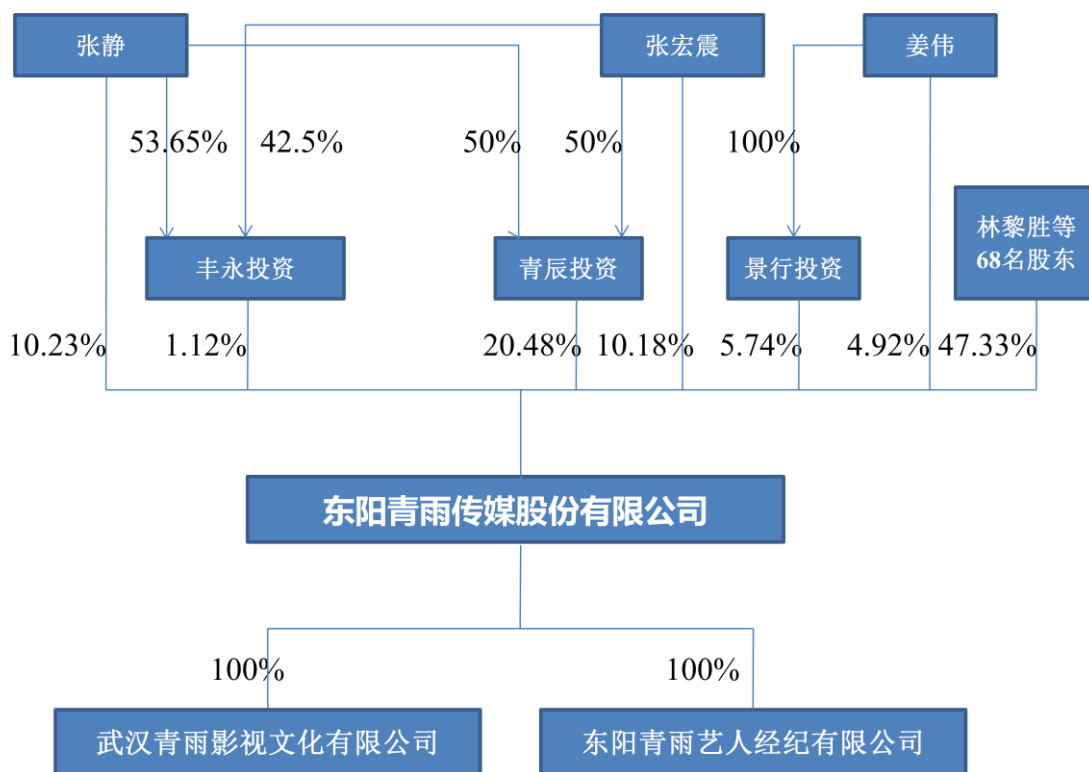 张静
张宏震
姜伟
53.65%
42.5%
50%
50%
100%
丰永投资
青辰投资
景行投资
林黎胜等
68名股东
10.23%
1.12%
20.48%
10.18%
5.74%
4.92%
47.33%
东阳青雨传媒股份有限公司
100%
100%
武汉青雨影视文化有限公司
东阳青雨艺人经纪有限公司